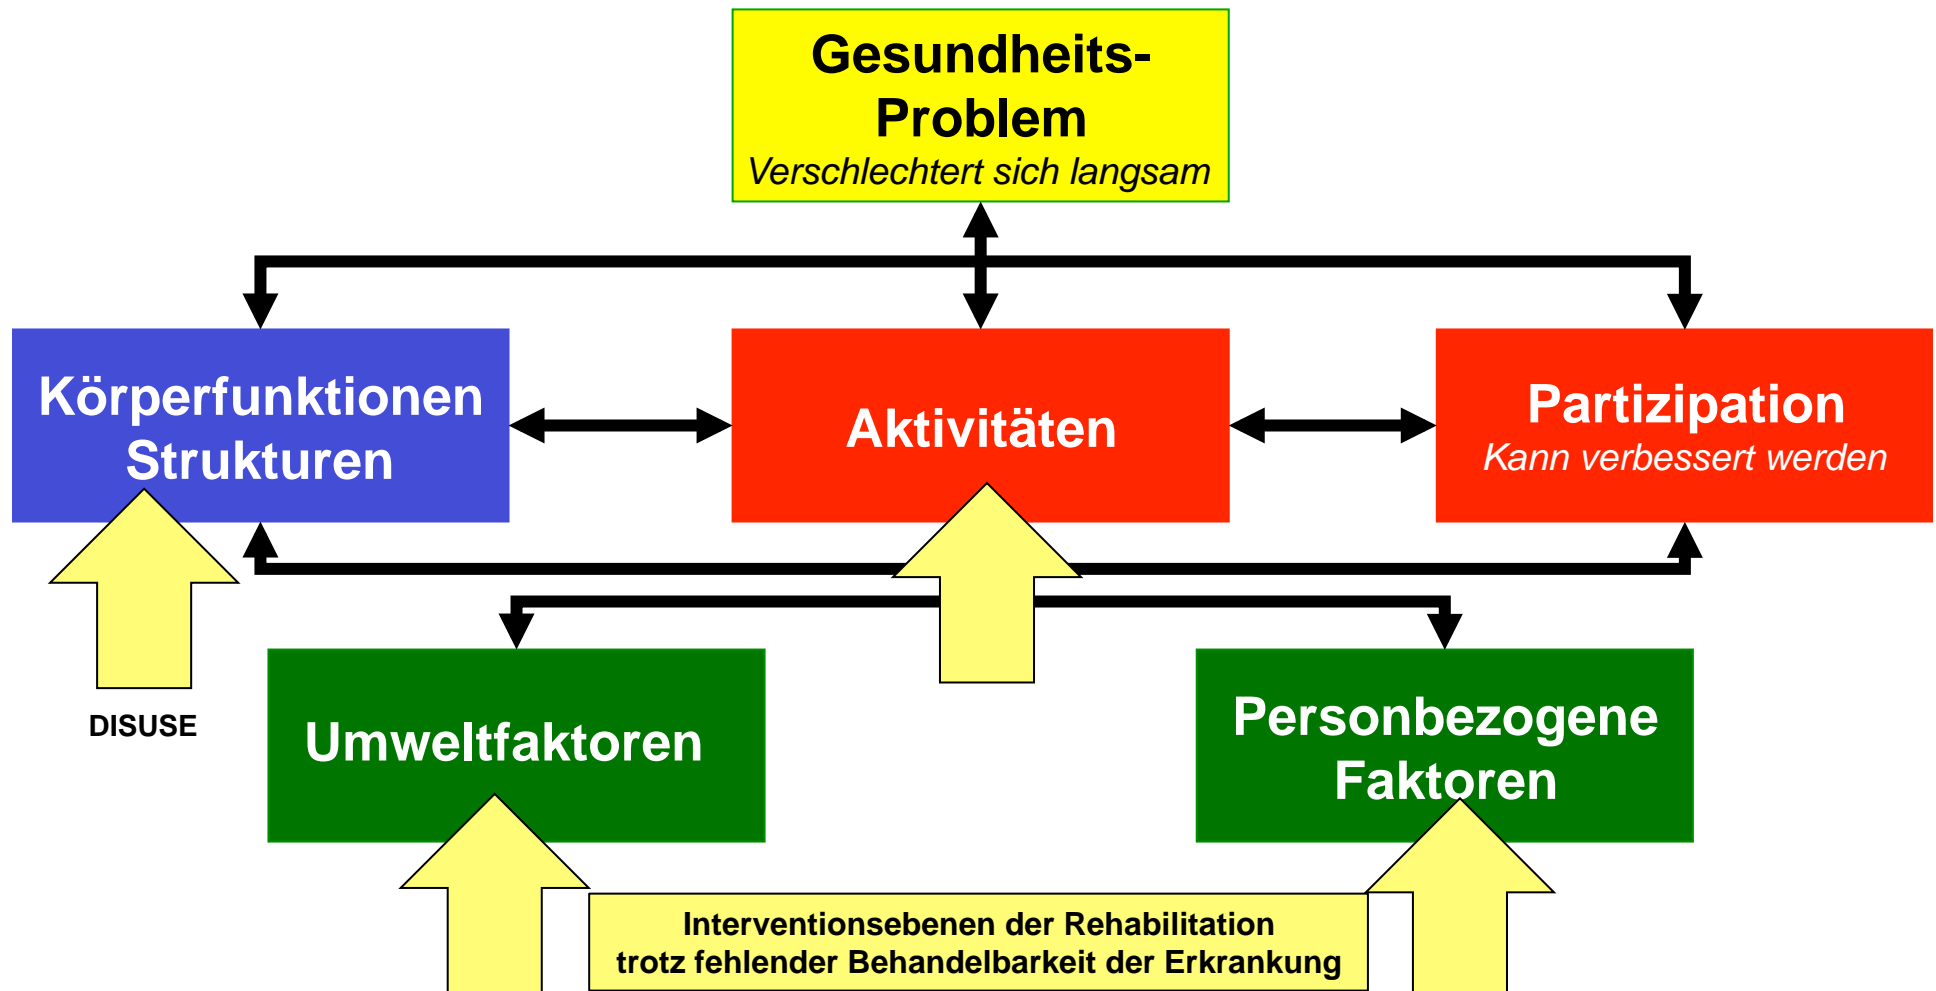 Gesundheits-
Problem
Verschlechtert sich langsam
Körperfunktionen
Strukturen
Aktivitäten
Partizipation
Kann verbessert werden
DISUSE
Umweltfaktoren
Personbezogene
Faktoren
Interventionsebenen der Rehabilitation
trotz fehlender Behandelbarkeit der Erkrankung